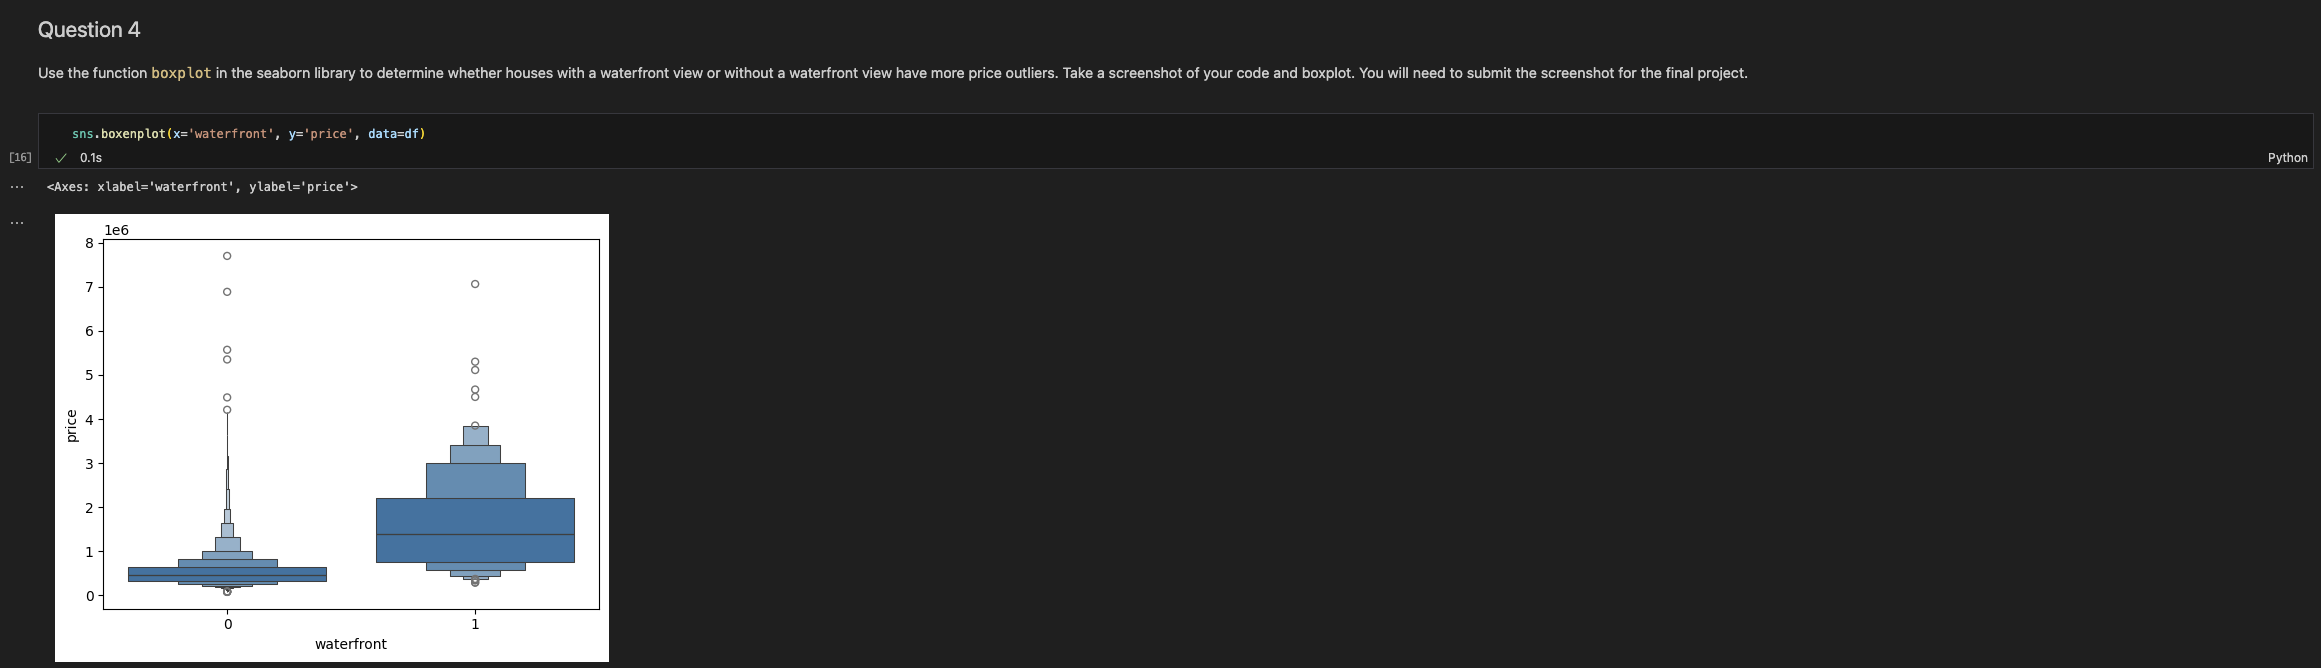 Question 4
Use the function boxplot in the seaborn library to determine whether houses with a waterfront view or without a waterfront view have more price outliers. Take a screenshot of your code and boxplot. You will need to submit the screenshot for the final project.
sns.boxenplot(x='waterfront', y='price', data=df)
[16]
0.1s
Python
<Axes: xlabel='waterfront', ylabel='price'>
1e6
8
7
6
5
4
3
2
1
0
price
0 1
waterfront